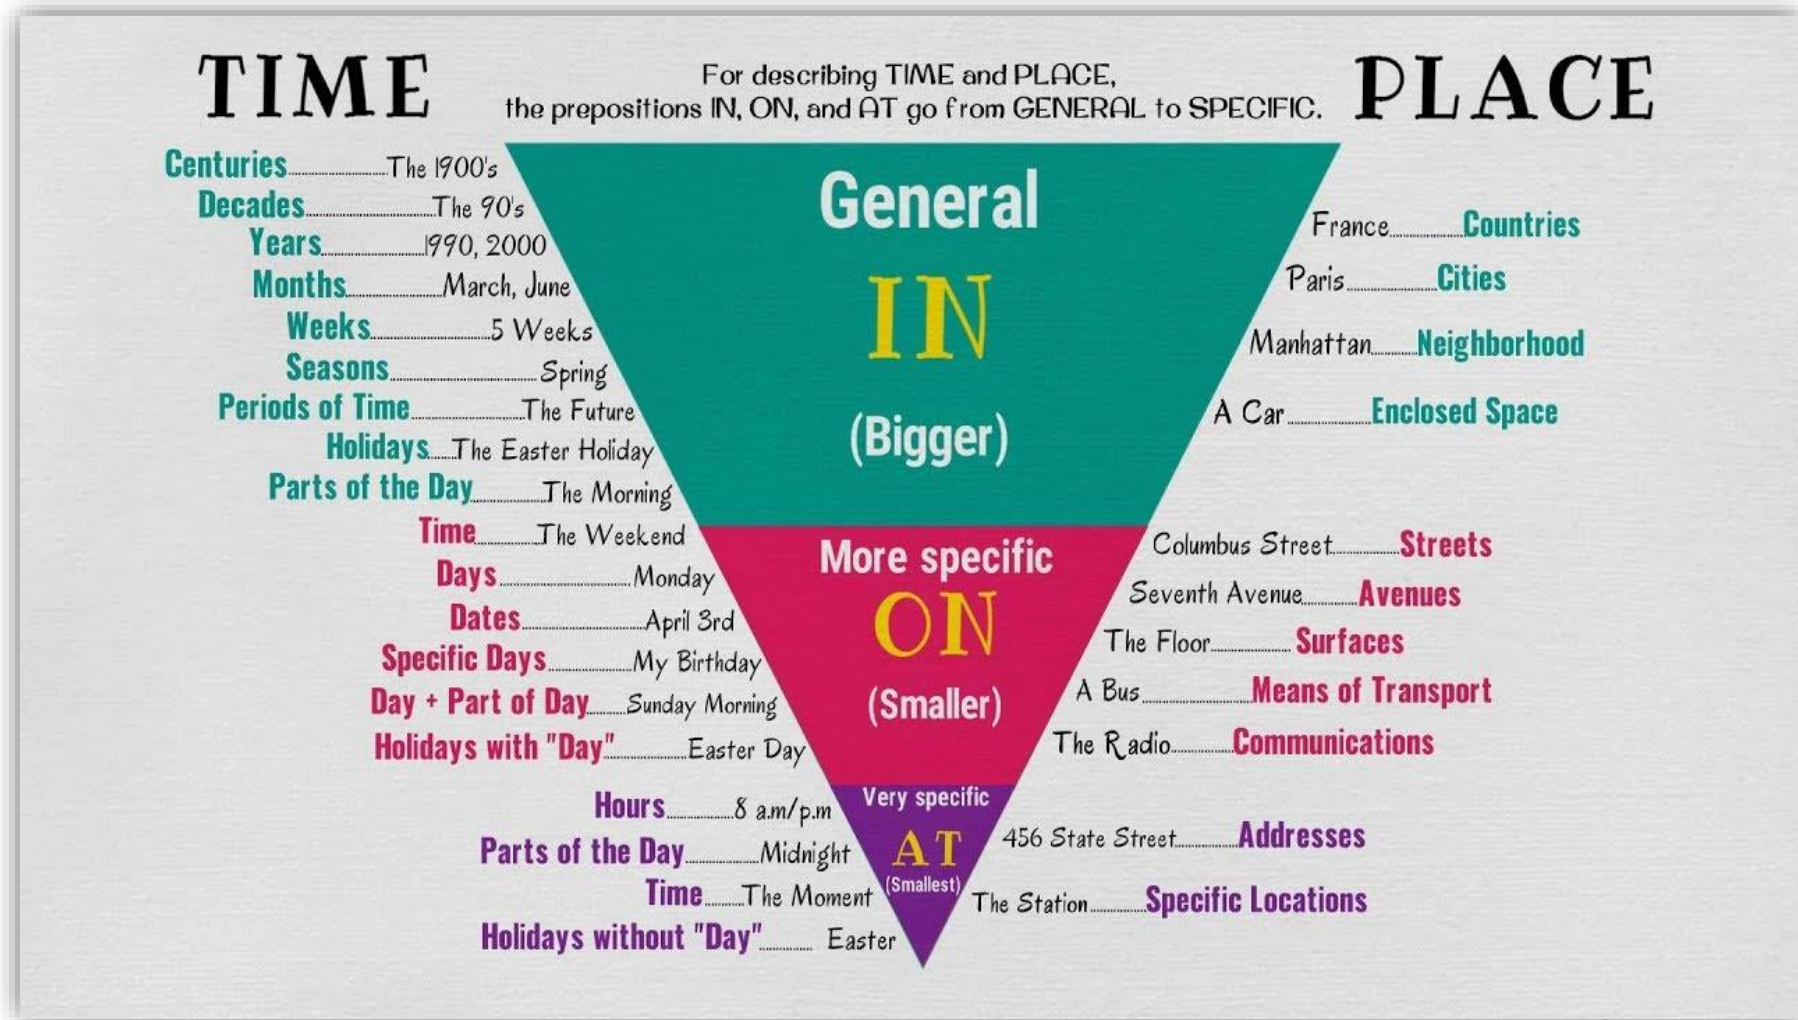 TIME
For describing TIME and PLACE,
the prepositions IN, ON, and AT go from GENERAL to SPECIFIC.
PLACE
Centuries The 1900's
Decades The 90's
Years 1990, 2000
Months March, June
Weeks 5 Weeks
Seasons Spring
Periods of Time The Future
Holidays The Easter Holiday
Parts of the Day The Morning
Time The Weekend
Days Monday
Dates April 3rd
Specific Days My Birthday
Day + Part of Day Sunday Morning
Holidays with "Day" Easter Day
Hours 8 a.m/p.m
Parts of the Day Midnight
Time The Moment
Holidays without "Day" Easter
General
IN
(Bigger)
More specific
ON
(Smaller)
Very specific
AT
(Smallest)
France Countries
Paris Cities
Manhattan Neighborhood
A Car Enclosed Space
Columbus Street Streets
Seventh Avenue Avenues
The Floor Surfaces
A Bus Means of Transport
The Radio Communications
456 State Street Addresses
The Station Specific Locations